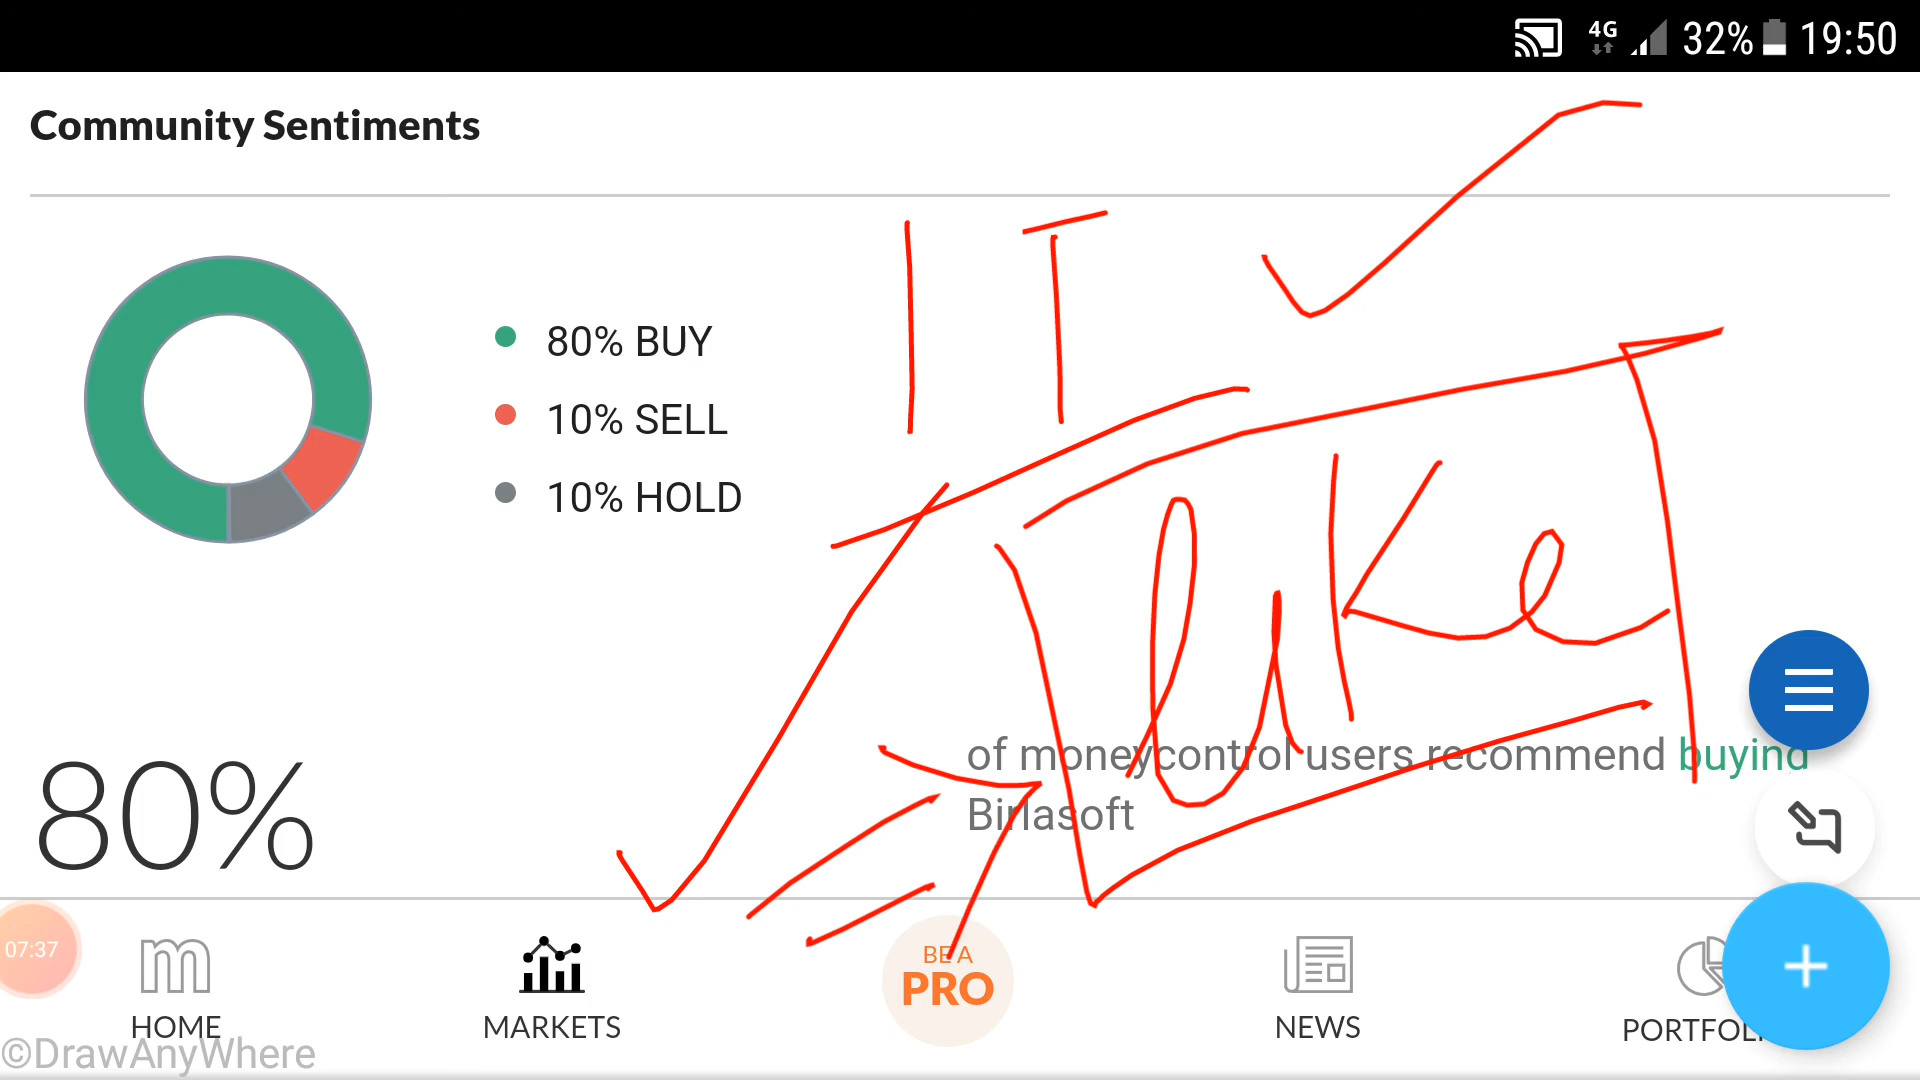 4G 32% 19:50
Community Sentiments
IT
80% BUY
10% SELL
10% HOLD
like
80%
of moneycontrol users recommend buying
Birlasoft
07:37
m
BE A
PRO
HOME
MARKETS
NEWS
©DrawAnyWhere